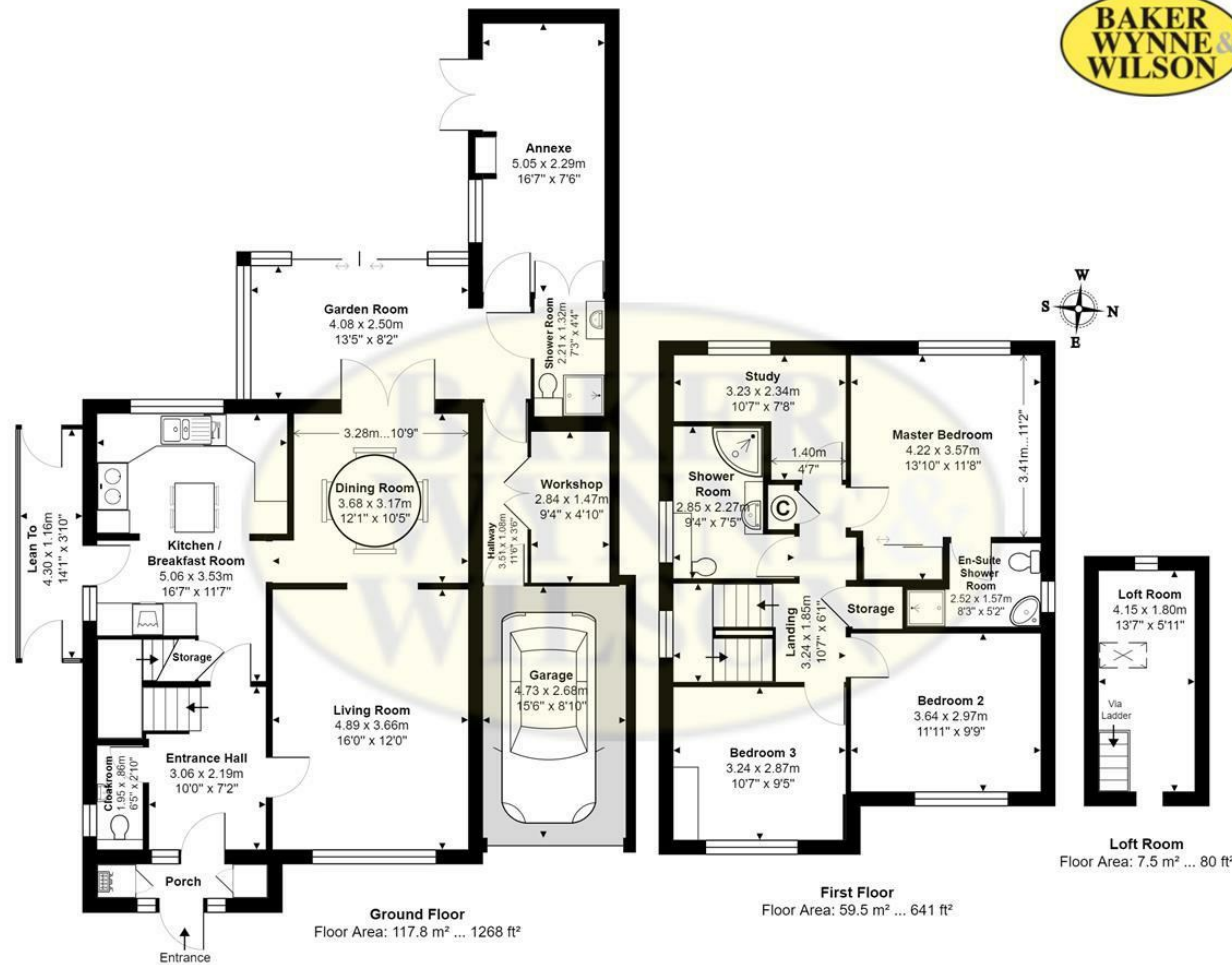 BAKER
WYNNE &
WILSON
Annexe
5.05 x 2.29m
16'7" x 7'6"
Garden Room
4.08 x 2.50m
13'5" x 8'2"
Shower Room
2.21 x 1.32m
7'3" x 4'4"
W
S
N
E
Lean To
4.30 x 1.16m
14'1" x 3'10"
Kitchen /
Breakfast Room
5.06 x 3.53m
16'7" x 11'7"
3.28m...10'9"
Dining Room
3.68 x 3.17m
12'1" x 10'5"
Hallway
3.51 x 1.08m
11'6" x 3'6"
Workshop
2.84 x 1.47m
9'4" x 4'10"
Storage
Living Room
4.89 x 3.66m
16'0" x 12'0"
Garage
4.73 x 2.68m
15'6" x 8'10"
Entrance Hall
3.06 x 2.19m
10'0" x 7'2"
Cloakroom
1.95 x .86m
6'5" x 2'10"
Porch
Entrance
Ground Floor
Floor Area: 117.8 m² ... 1268 ft²
Study
3.23 x 2.34m
10'7" x 7'8"
Master Bedroom
4.22 x 3.57m
13'10" x 11'8"
3.41m...11'2"
1.40m
4'7"
Shower
Room
2.85 x 2.27m
9'4" x 7'5"
C
En-Suite
Shower
Room
2.52 x 1.57m
8'3" x 5'2"
Storage
Landing
3.24 x 1.85m
10'7" x 6'1"
Bedroom 2
3.64 x 2.97m
11'11" x 9'9"
Bedroom 3
3.24 x 2.87m
10'7" x 9'5"
First Floor
Floor Area: 59.5 m² ... 641 ft²
Loft Room
4.15 x 1.80m
13'7" x 5'11"
Via
Ladder
Loft Room
Floor Area: 7.5 m² ... 80 ft²
BAKER
WYNNE &
WILSON